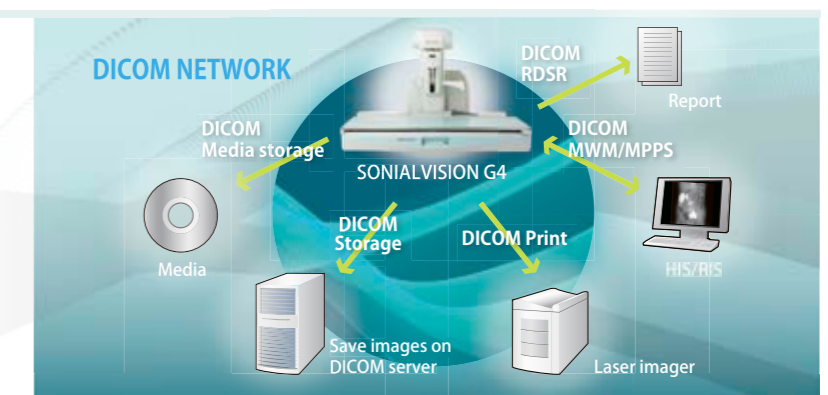 DICOM NETWORK
DICOM
RDSR
Report
DICOM
Media storage
DICOM
MWM/MPPS
SONIALVISION G4
DICOM
Storage
DICOM Print
Media
HIS/RIS
Save images on
DICOM server
Laser imager